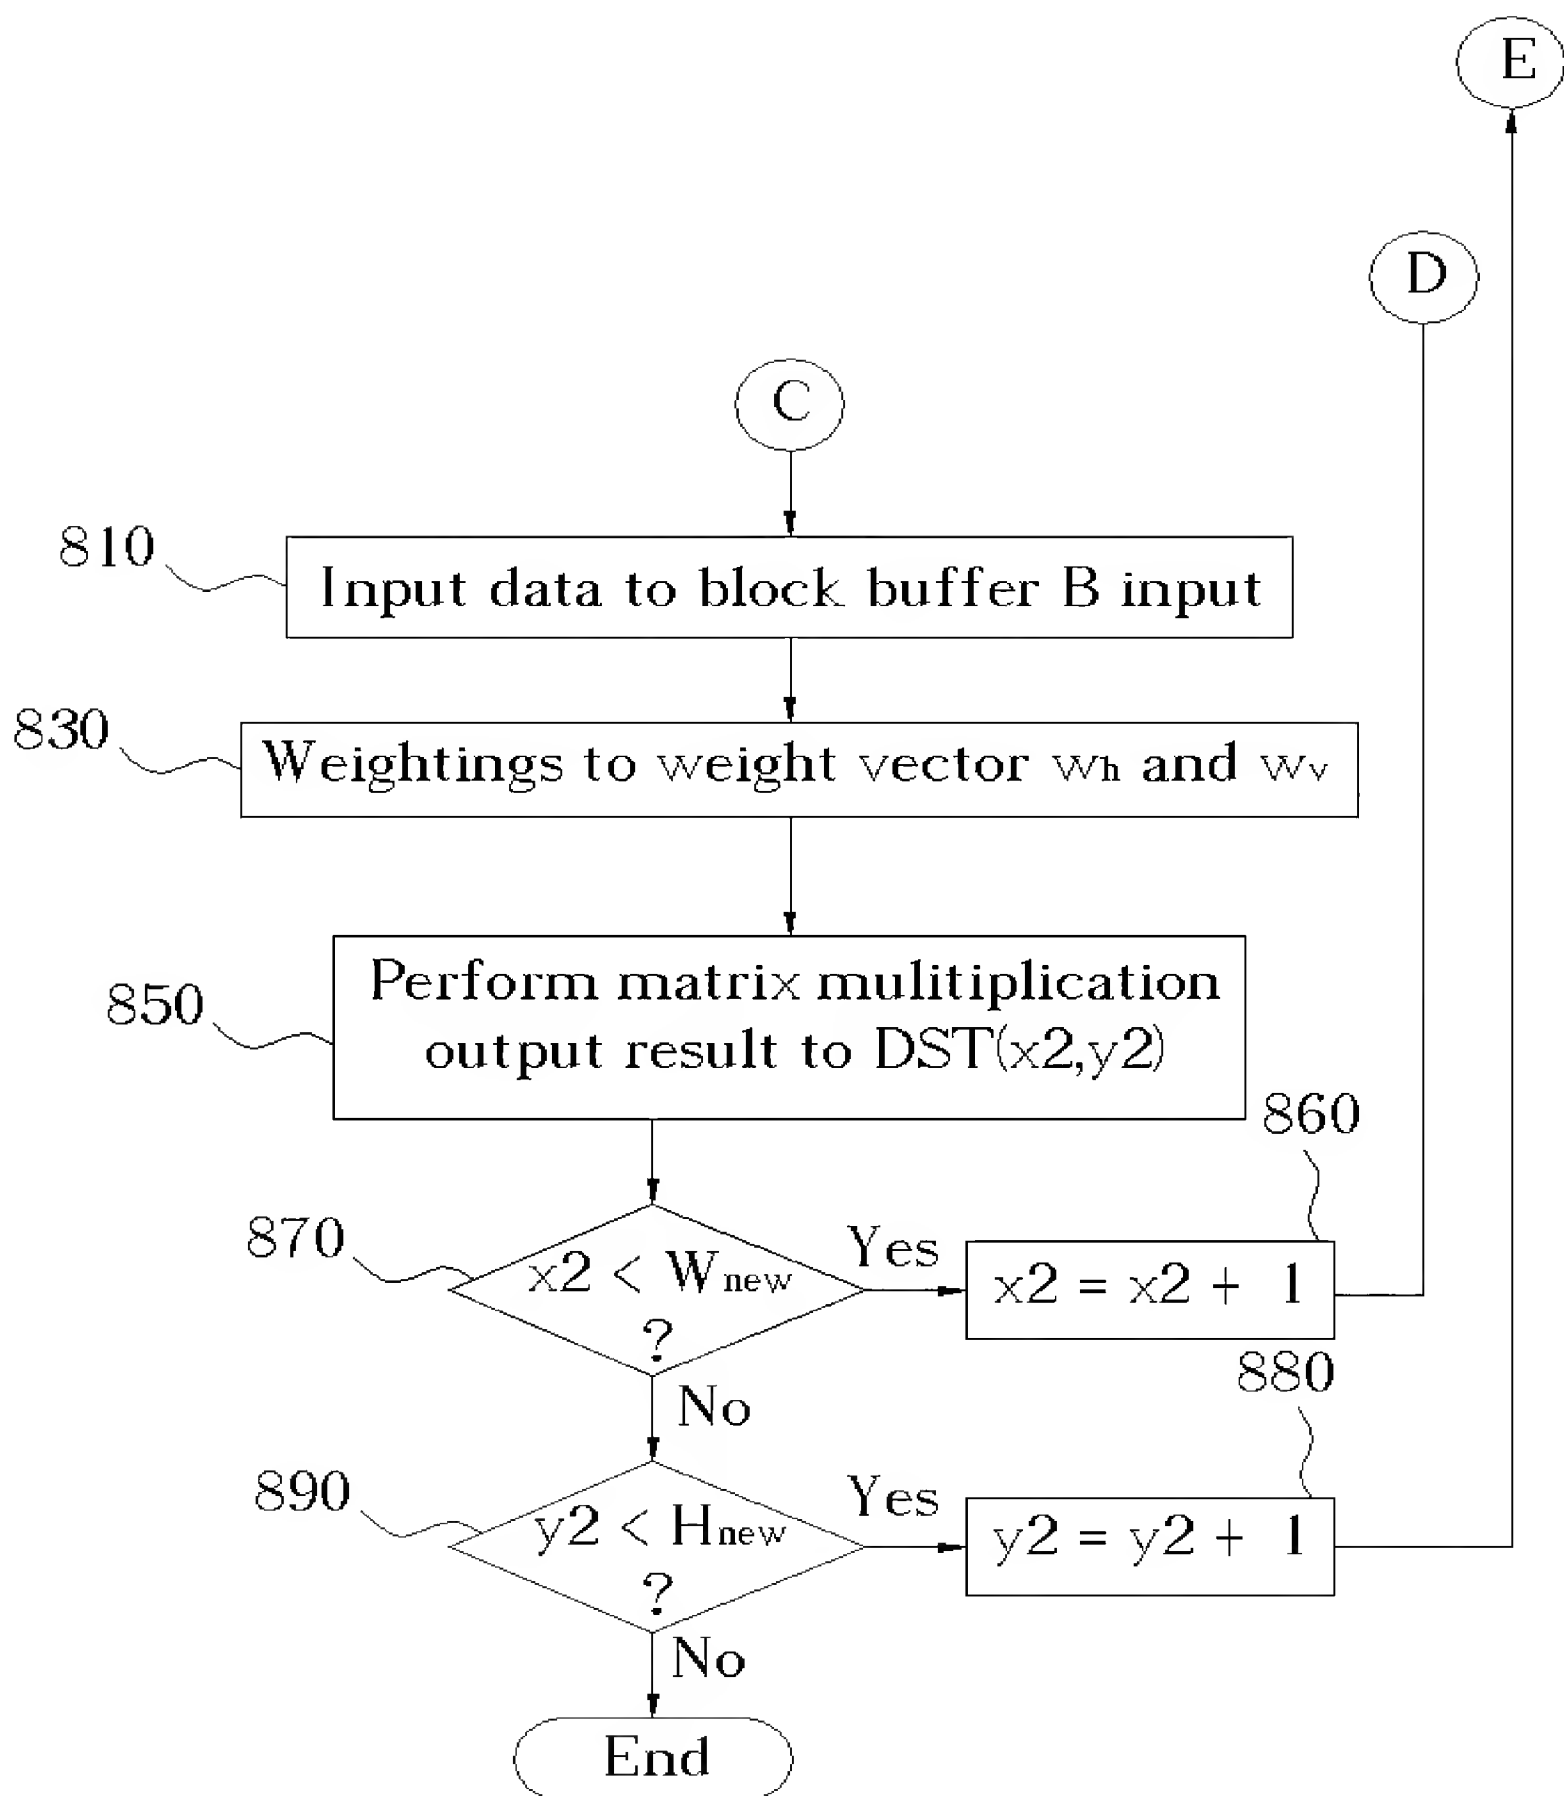 E
D
C
810
Input data to block buffer B input
830
Weightings to weight vector wh and wv
850
Perform matrix mulitiplication
output result to DST(x2,y2)
860
870
x2 < Wnew
?
Yes
x2 = x2 + 1
No
880
890
y2 < Hnew
?
Yes
y2 = y2 + 1
No
End